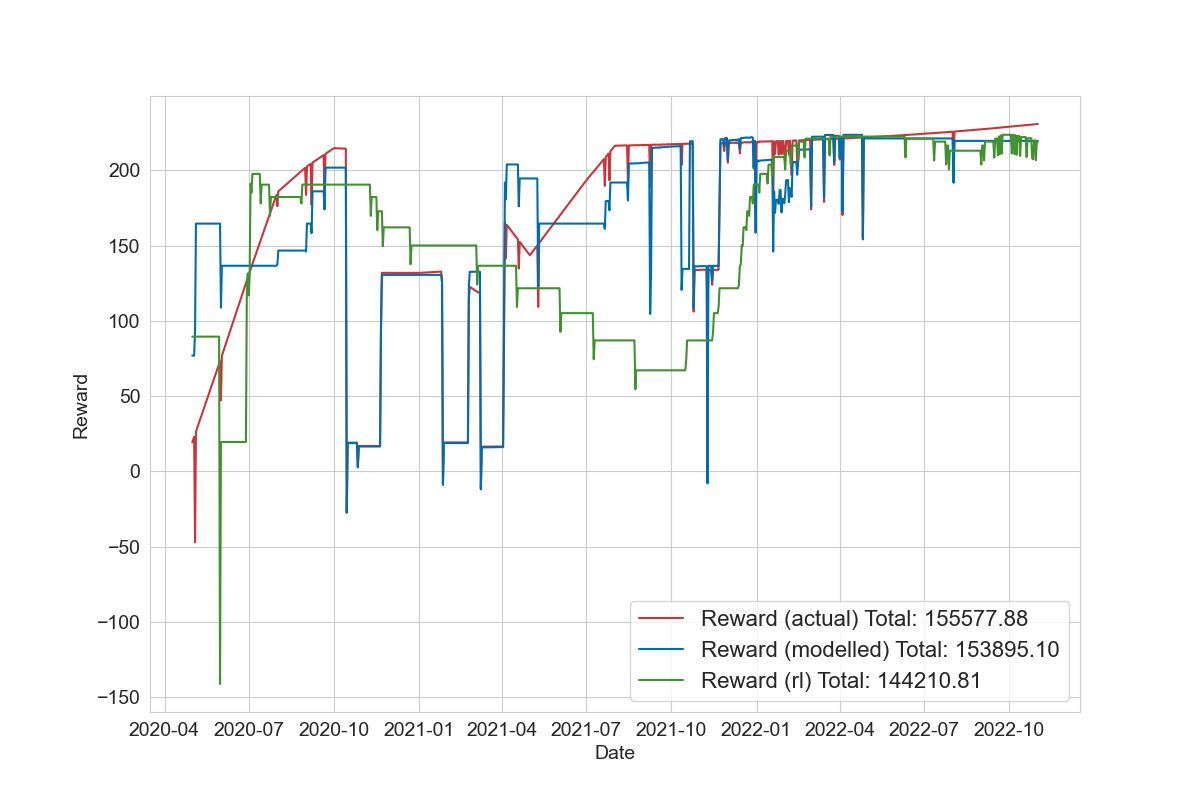 200
150
100
50
0
−50
−100
−150
Reward
2020-04 2020-07 2020-10 2021-01 2021-04 2021-07 2021-10 2022-01 2022-04 2022-07 2022-10
Date
Reward (actual) Total: 155577.88
Reward (modelled) Total: 153895.10
Reward (rl) Total: 144210.81